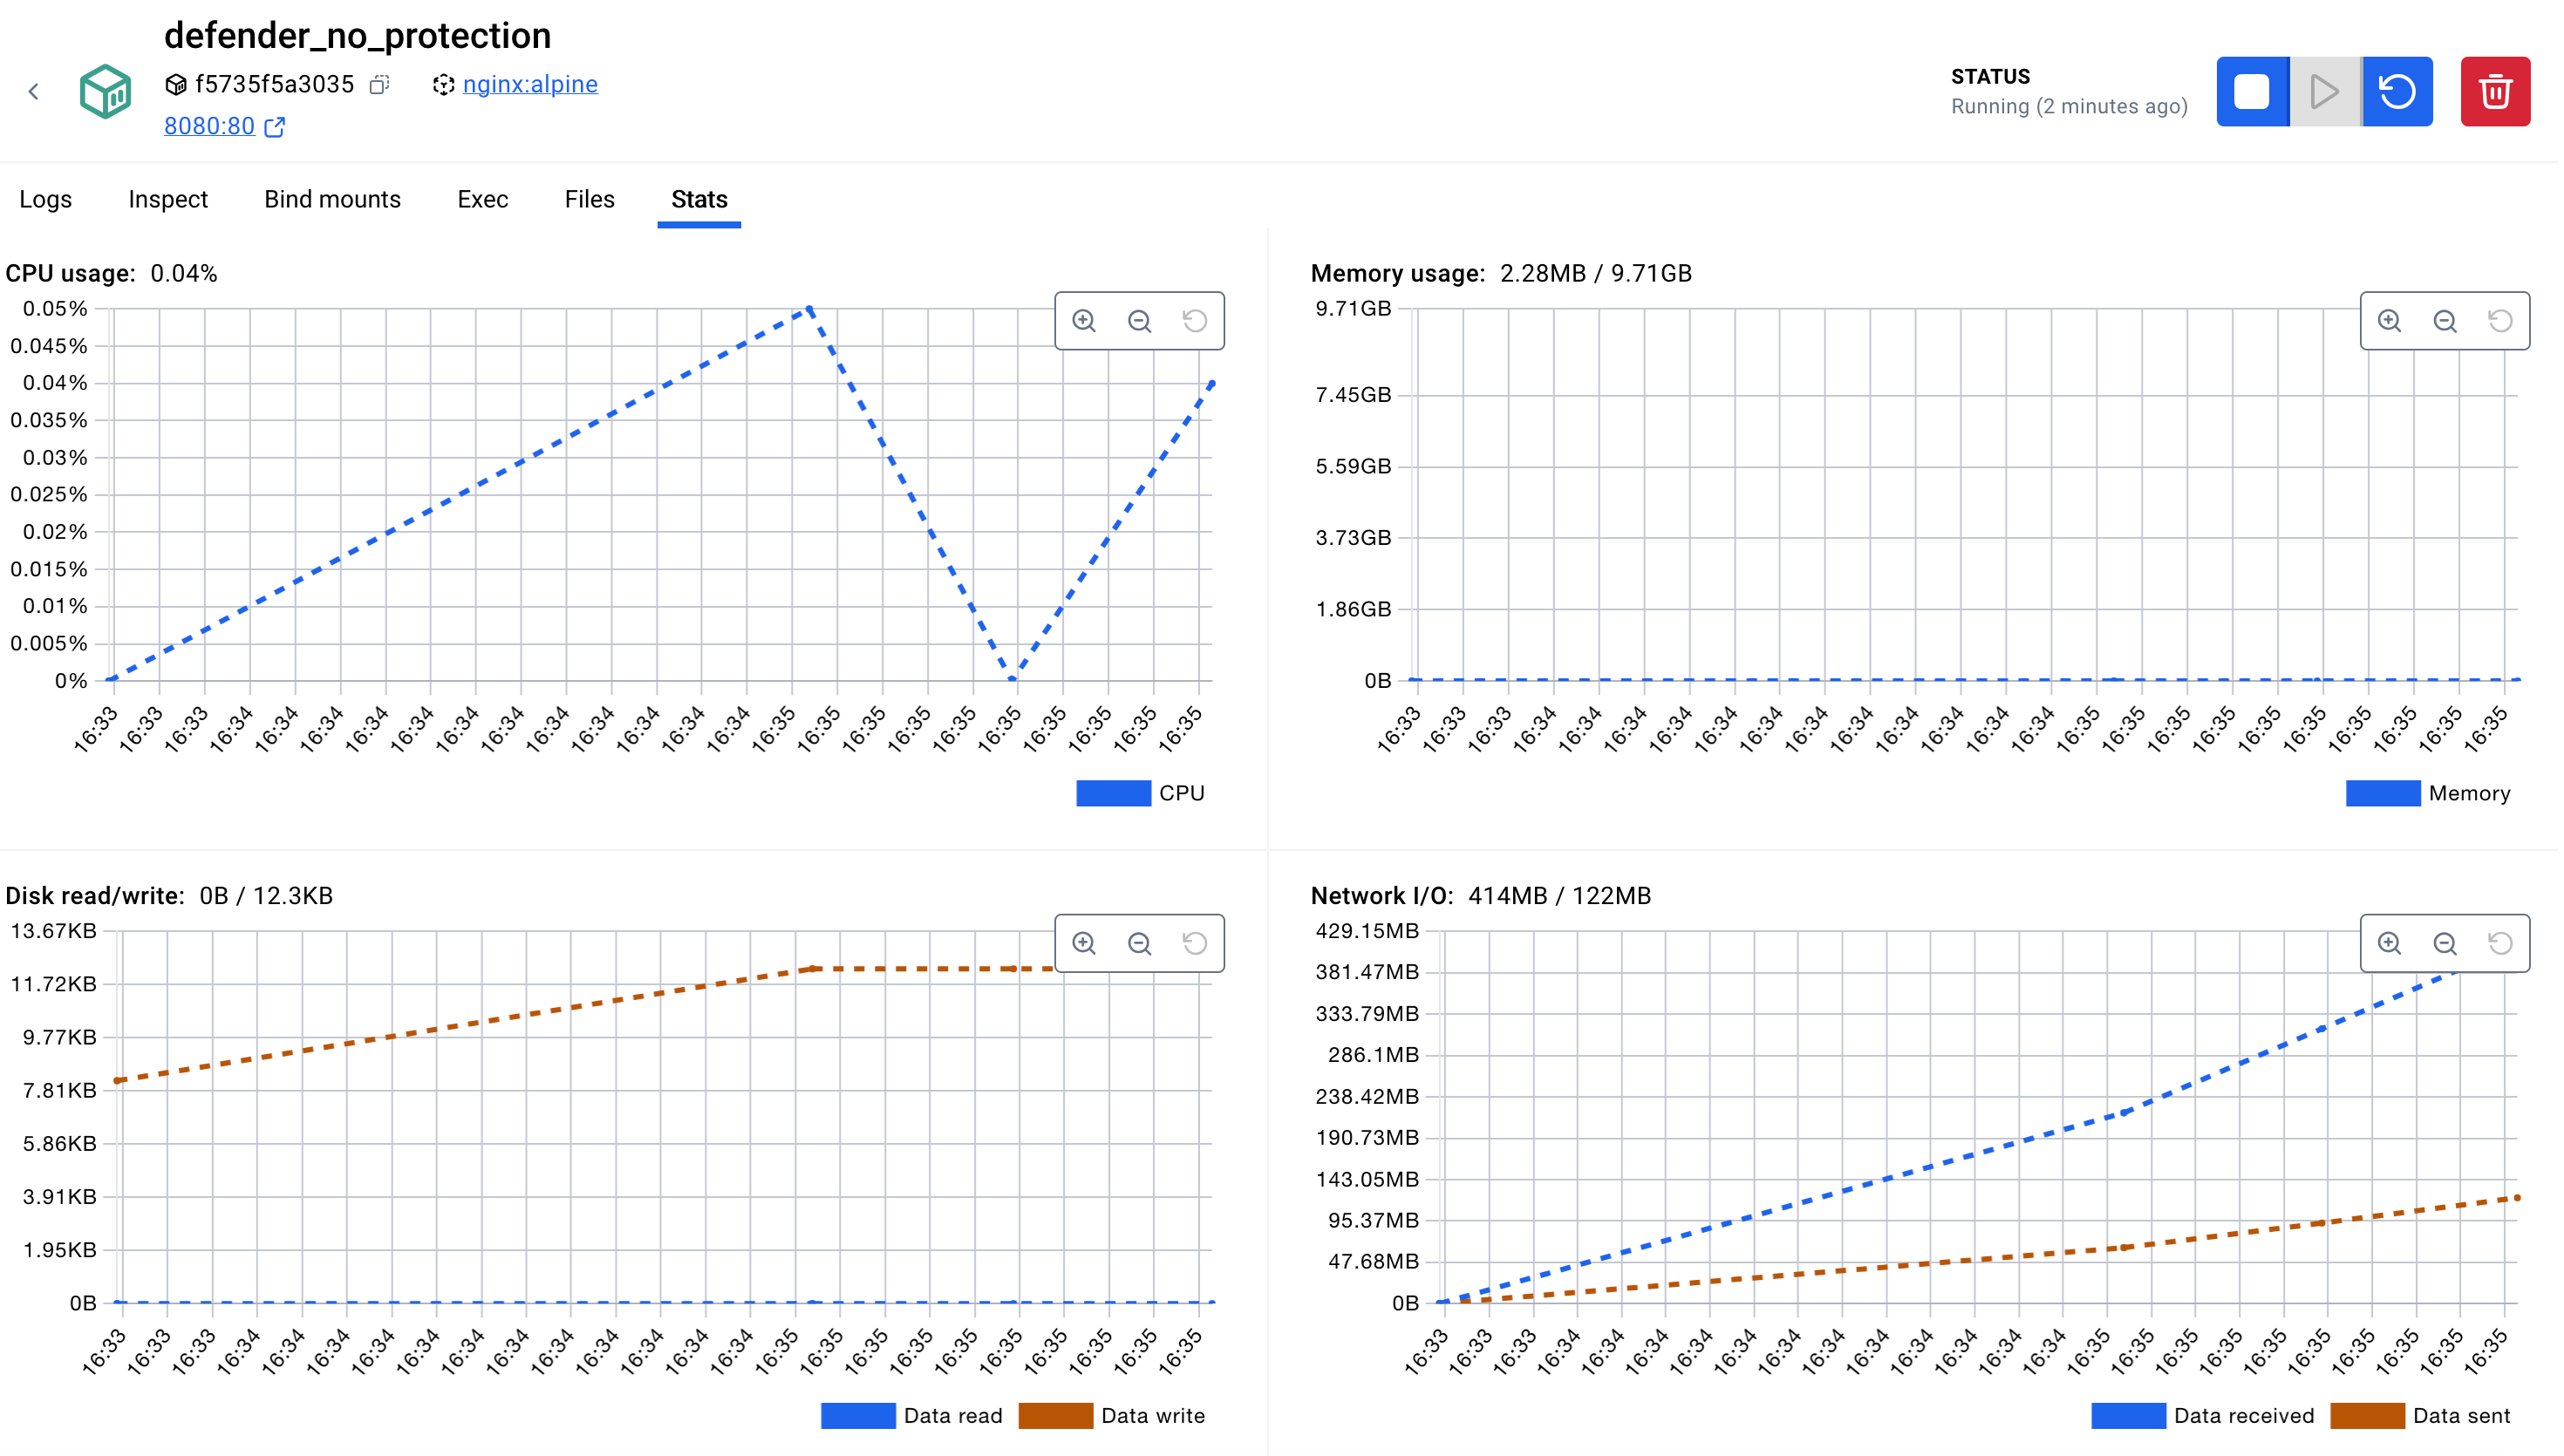 defender_no_protection
f5735f5a3035 nginx:alpine
8080:80
STATUS
Running (2 minutes ago)
Logs Inspect Bind mounts Exec Files Stats
CPU usage: 0.04%
0.05%
0.045%
0.04%
0.035%
0.03%
0.025%
0.02%
0.015%
0.01%
0.005%
0%
16:33 16:33 16:33 16:34 16:34 16:34 16:34 16:34 16:34 16:34 16:34 16:34 16:34 16:34 16:34 16:35 16:35 16:35 16:35 16:35 16:35 16:35 16:35 16:35 16:35
CPU
Memory usage: 2.28MB / 9.71GB
9.71GB
7.45GB
5.59GB
3.73GB
1.86GB
0B
16:33 16:33 16:33 16:34 16:34 16:34 16:34 16:34 16:34 16:34 16:34 16:34 16:34 16:34 16:34 16:35 16:35 16:35 16:35 16:35 16:35 16:35 16:35 16:35 16:35
Memory
Disk read/write: 0B / 12.3KB
13.67KB
11.72KB
9.77KB
7.81KB
5.86KB
3.91KB
1.95KB
0B
16:33 16:33 16:33 16:34 16:34 16:34 16:34 16:34 16:34 16:34 16:34 16:34 16:34 16:34 16:34 16:35 16:35 16:35 16:35 16:35 16:35 16:35 16:35 16:35 16:35
Data read Data write
Network I/O: 414MB / 122MB
429.15MB
381.47MB
333.79MB
286.1MB
238.42MB
190.73MB
143.05MB
95.37MB
47.68MB
0B
16:33 16:33 16:33 16:34 16:34 16:34 16:34 16:34 16:34 16:34 16:34 16:34 16:34 16:34 16:34 16:35 16:35 16:35 16:35 16:35 16:35 16:35 16:35 16:35 16:35
Data received Data sent